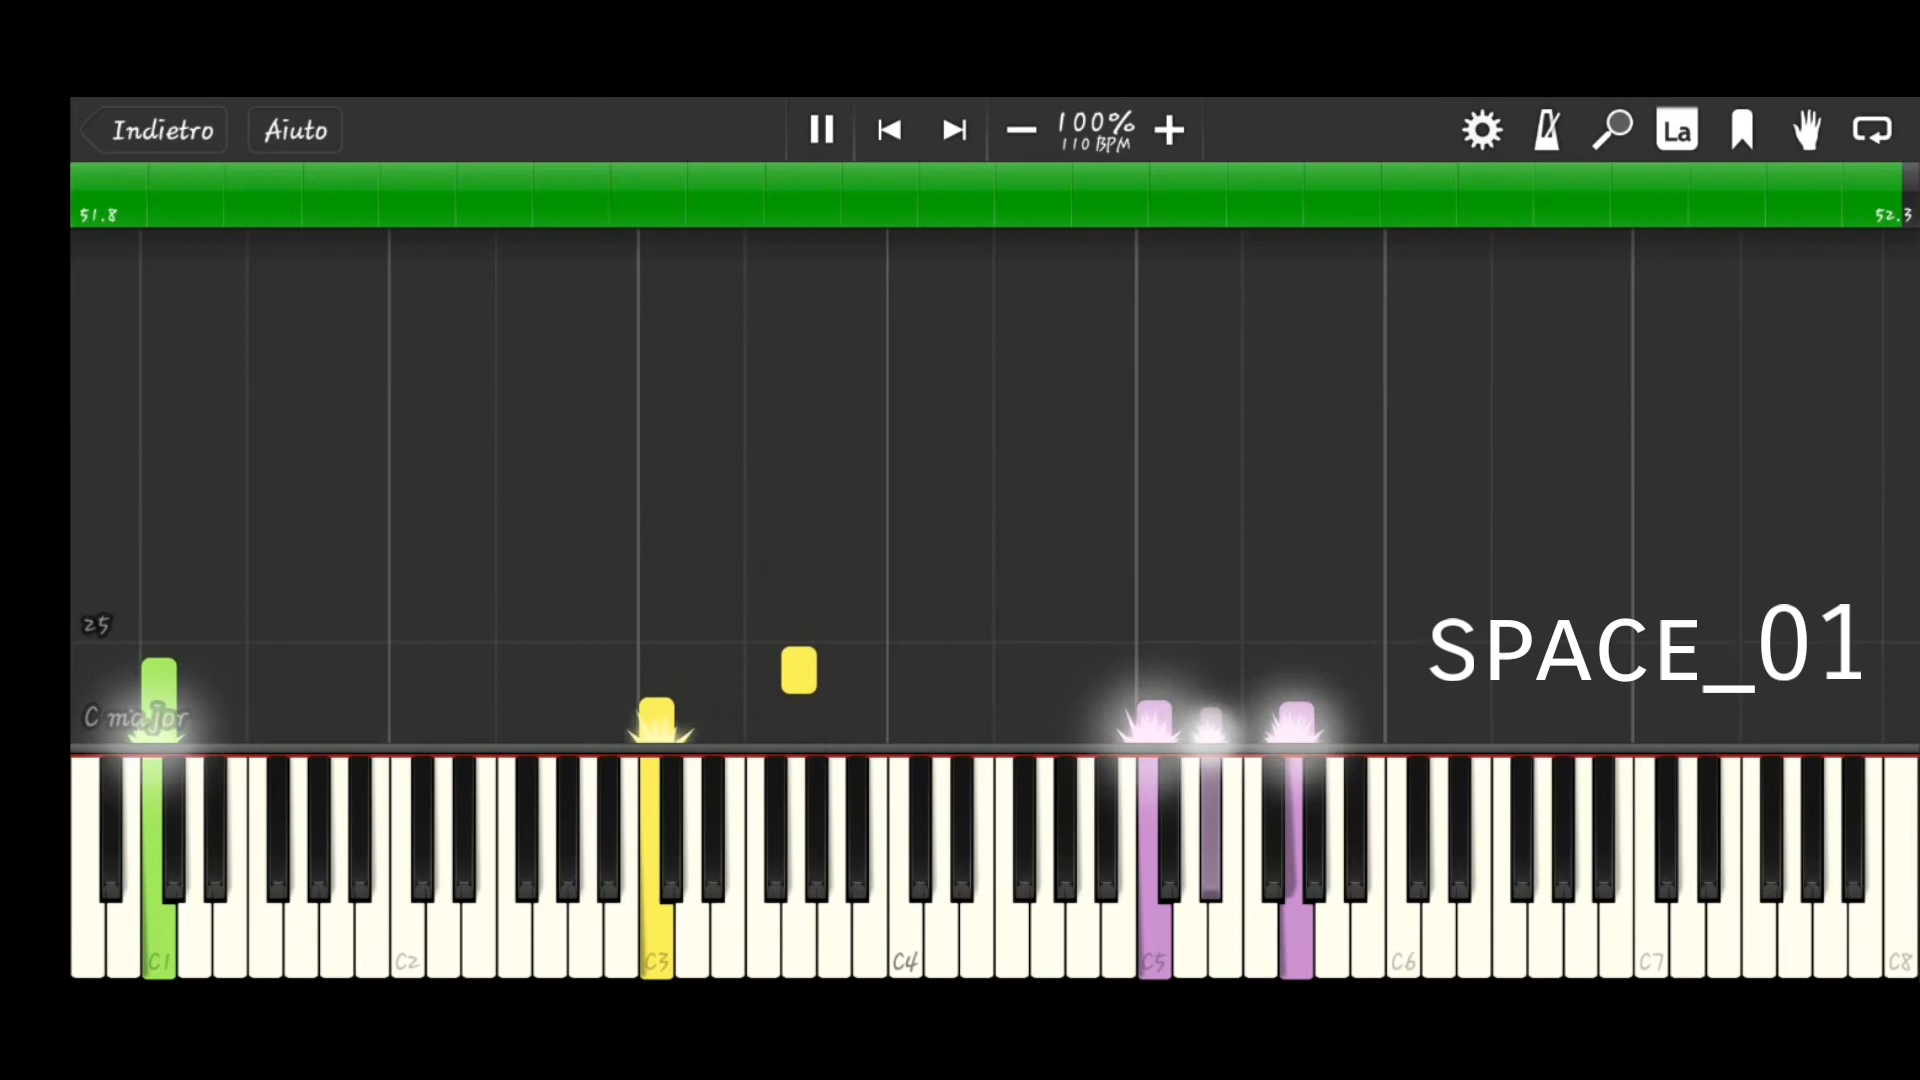 Indietro Aiuto 100% La
110 BPM
51.8 52.3
25
SPACE_01
C major
C1 C2 C3 C4 C5 C6 C7 C8